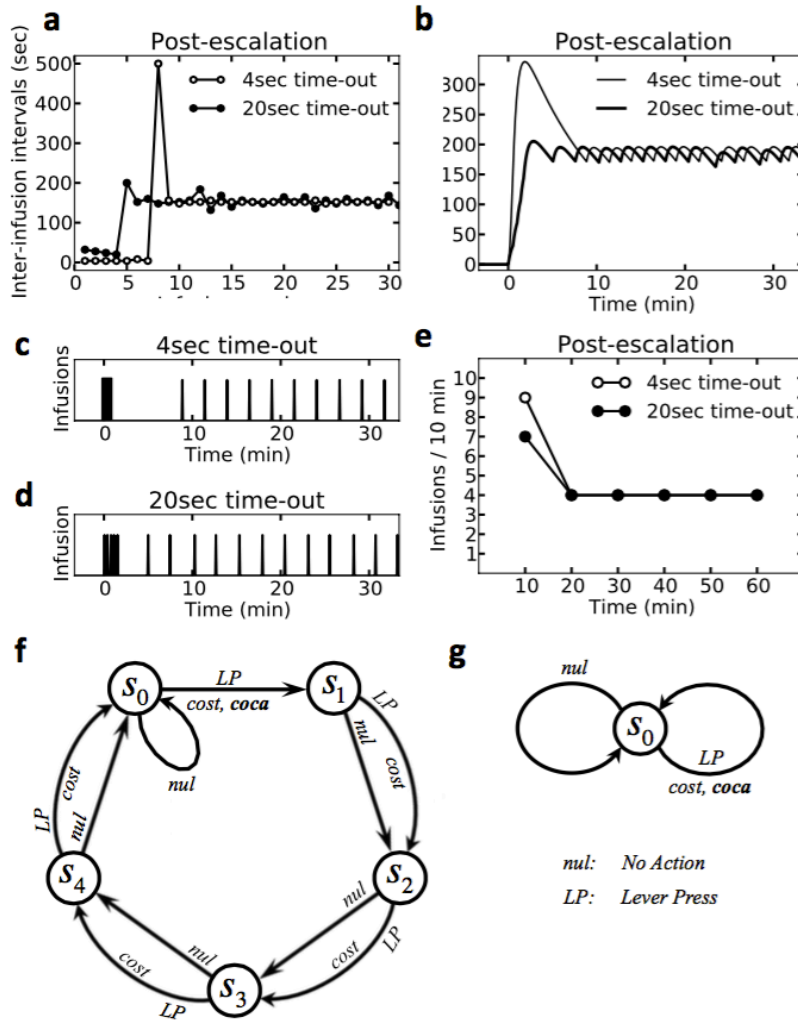 a
Post-escalation
Inter-infusion intervals (sec)
500
400
300
200
100
0
4sec time-out
20sec time-out
0 5 10 15 20 25 30
b
Post-escalation
300
250
200
150
100
50
0
4sec time-out
20sec time-out
0 10 20 30
Time (min)
c
4sec time-out
Infusions
0 10 20 30
Time (min)
d
20sec time-out
Infusion
0 10 20 30
Time (min)
e
Post-escalation
Infusions / 10 min
10
9
8
7
6
5
4
3
2
1
4sec time-out
20sec time-out
10 20 30 40 50 60
Time (min)
f
S0
LP
cost, coca
S1
nul
LP
cost
nul
S2
nul
LP
cost
S3
nul
cost
LP
S4
LP
cost
nul
g
nul
S0
LP
cost, coca
nul: No Action
LP: Lever Press